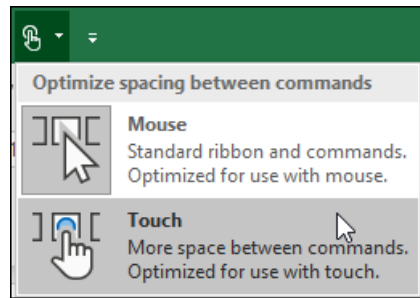 Optimize spacing between commands
Mouse
Standard ribbon and commands.
Optimized for use with mouse.
Touch
More space between commands.
Optimized for use with touch.